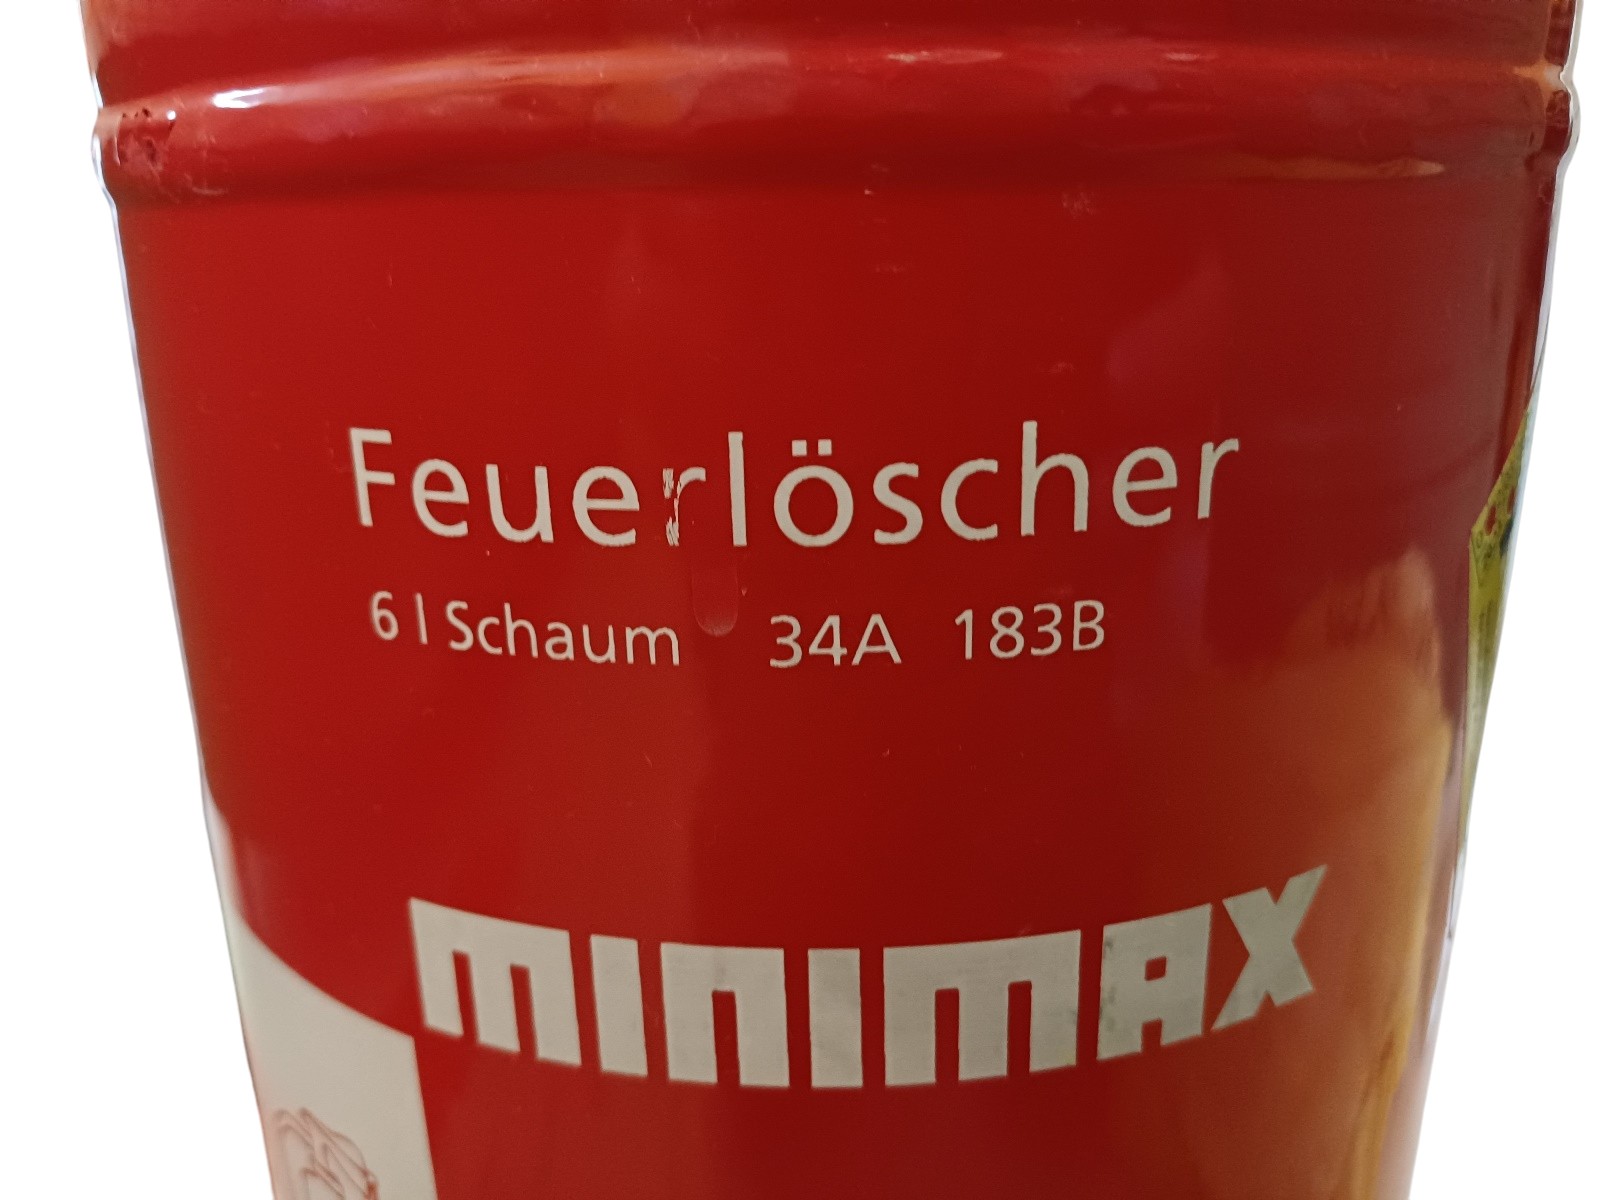 Feuerlöscher
6 l Schaum 34A 183B
MINIMAX